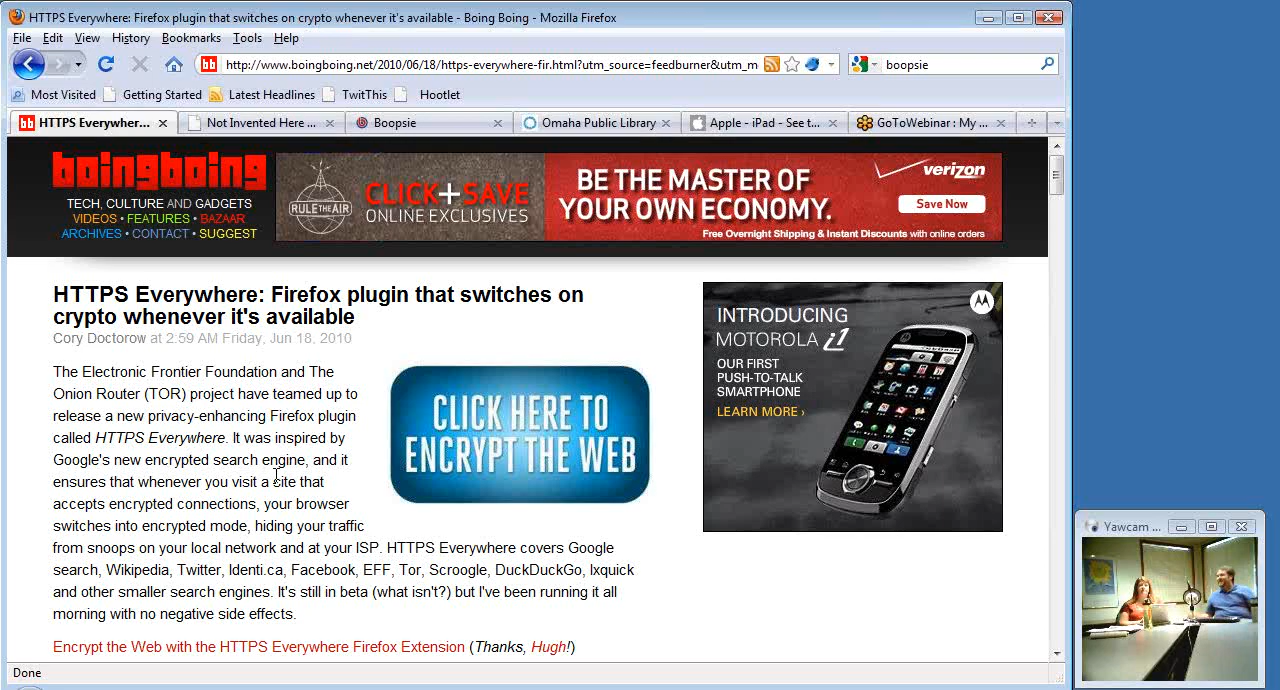 HTTPS Everywhere: Firefox plugin that switches on crypto whenever it's available - Boing Boing - Mozilla Firefox
File Edit View History Bookmarks Tools Help
http://www.boingboing.net/2010/06/18/https-everywhere-fir.html?utm_source=feedburner&utm_m
boopsie
Most Visited Getting Started Latest Headlines TwitThis Hootlet
bb HTTPS Everywher... Not Invented Here ... Boopsie Omaha Public Library Apple - iPad - See t... GoToWebinar : My ...
boingboing
TECH, CULTURE AND GADGETS
VIDEOS • FEATURES • BAZAAR
ARCHIVES • CONTACT • SUGGEST
RULE THE AIR
CLICK+SAVE
ONLINE EXCLUSIVES
BE THE MASTER OF
YOUR OWN ECONOMY.
verizon
Save Now
Free Overnight Shipping & Instant Discounts with online orders
HTTPS Everywhere: Firefox plugin that switches on
crypto whenever it's available
Cory Doctorow at 2:59 AM Friday, Jun 18, 2010
The Electronic Frontier Foundation and The
Onion Router (TOR) project have teamed up to
release a new privacy-enhancing Firefox plugin
called HTTPS Everywhere. It was inspired by
Google's new encrypted search engine, and it
ensures that whenever you visit a site that
accepts encrypted connections, your browser
switches into encrypted mode, hiding your traffic
from snoops on your local network and at your ISP. HTTPS Everywhere covers Google
search, Wikipedia, Twitter, Identi.ca, Facebook, EFF, Tor, Scroogle, DuckDuckGo, Ixquick
and other smaller search engines. It's still in beta (what isn't?) but I've been running it all
morning with no negative side effects.
Encrypt the Web with the HTTPS Everywhere Firefox Extension (Thanks, Hugh!)
CLICK HERE TO
ENCRYPT THE WEB
INTRODUCING
MOTOROLA i1
OUR FIRST
PUSH-TO-TALK
SMARTPHONE
LEARN MORE ›
Yawcam ...
Done